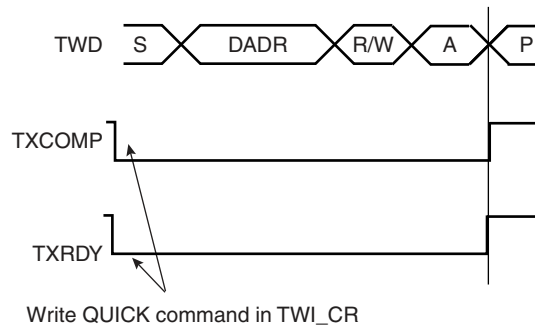 TWD S DADR R/W A P
TXCOMP
TXRDY
Write QUICK command in TWI_CR